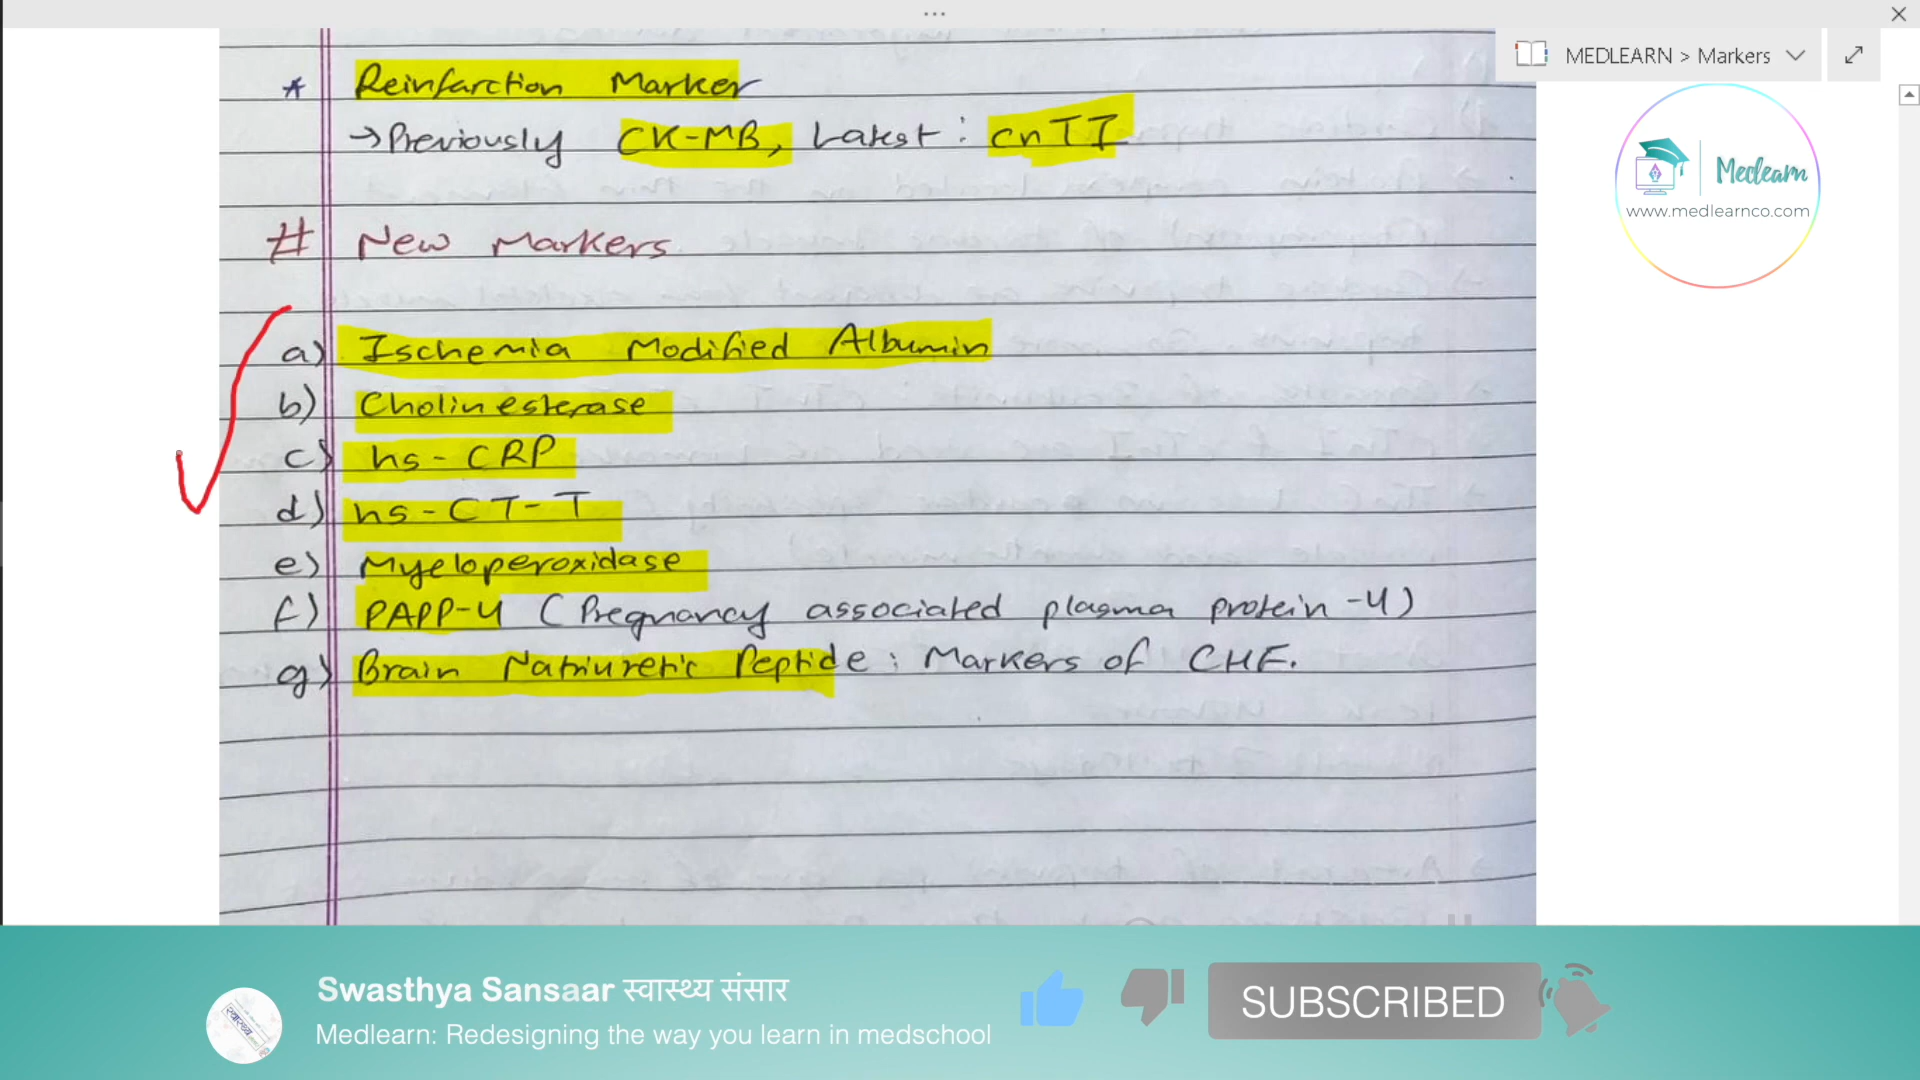 ...
MEDLEARN > Markers
Medlearn
www.medlearnco.com
* Reinfarction Marker
→ Previously CK-MB, Latest : cnTI
# New Markers
a) Ischemia Modified Albumin
b) Cholinesterase
c) hs - CRP
d) hs - CT - T
e) Myeloperoxidase
f) PAPP-4 (Pregnancy associated plasma protein -4)
g) Brain Natriuretic Peptide : Markers of CHF.
Swasthya Sansaar स्वास्थ्य संसार
Medlearn: Redesigning the way you learn in medschool
SUBSCRIBED